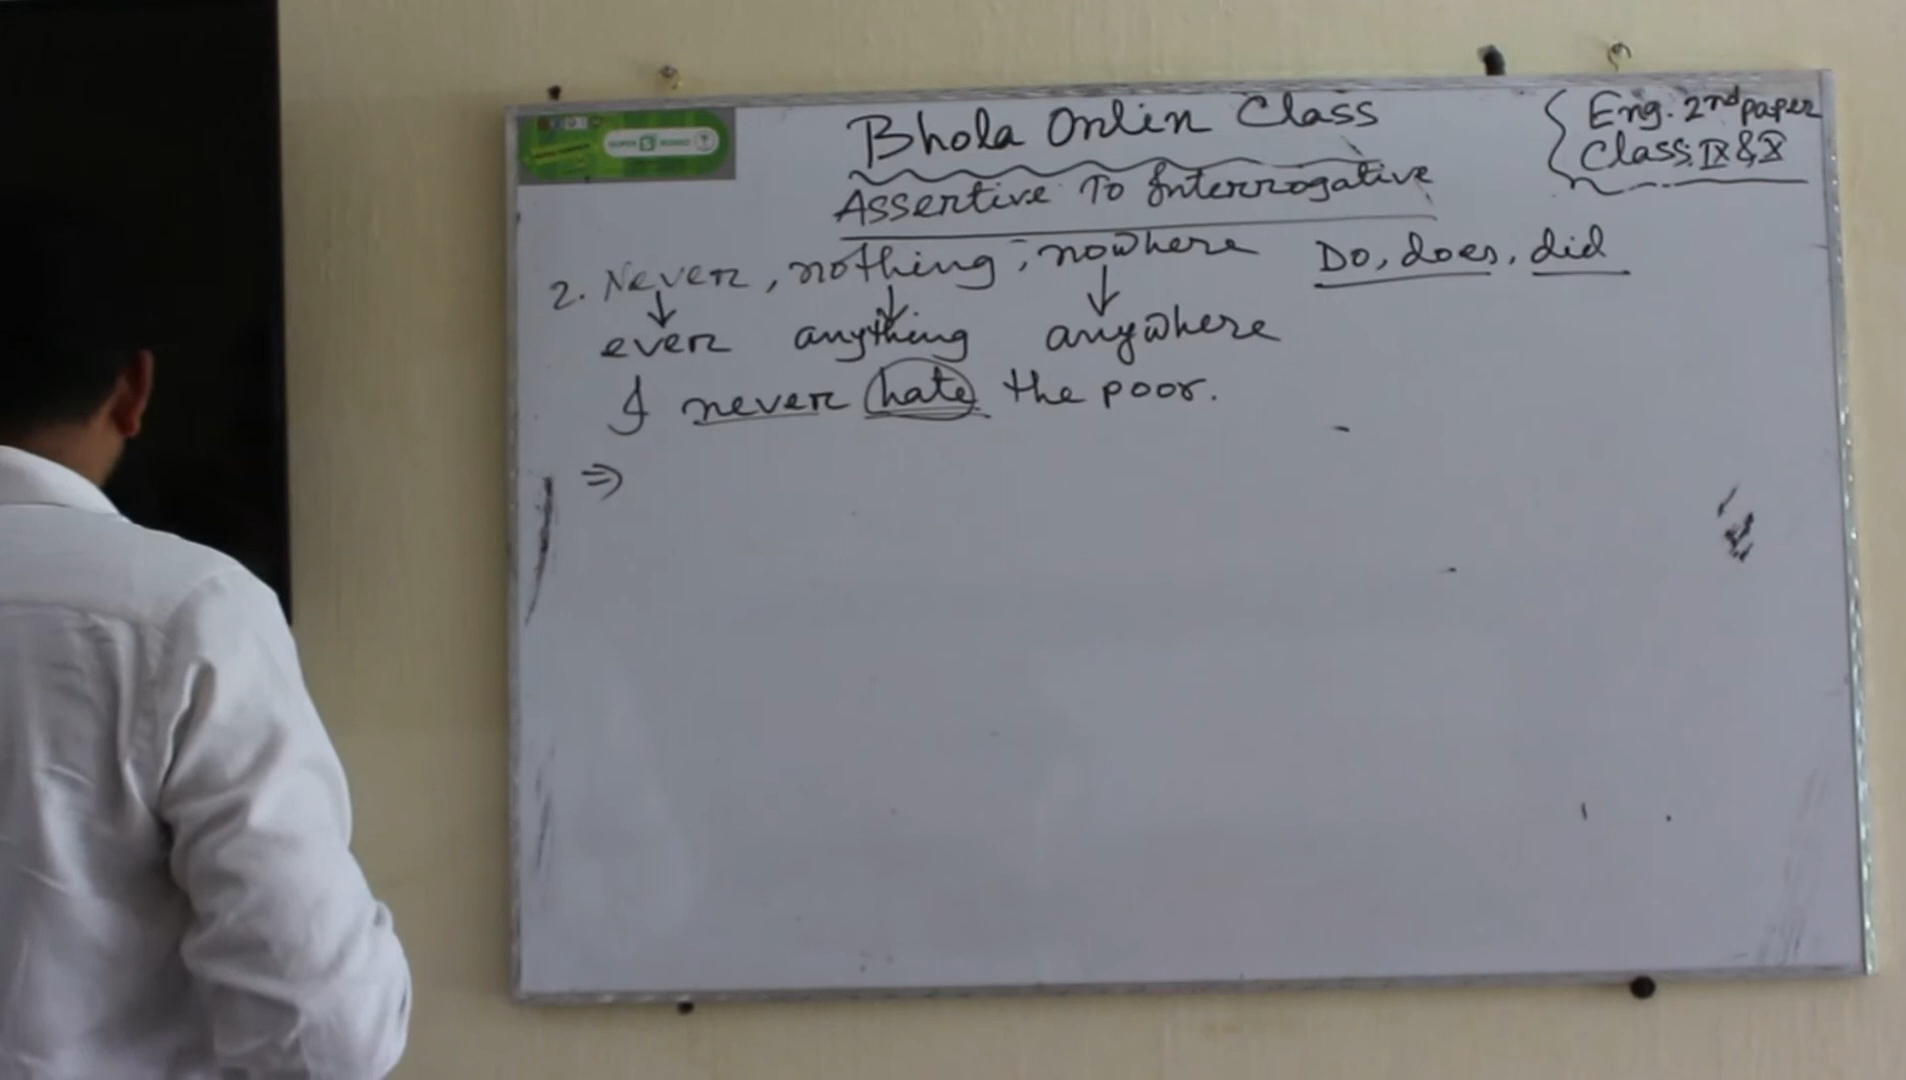 Bhola Onlin Class
Eng. 2nd paper
Class: IX & X
Assertive To Interrogative
2. Never, nothing, nowhere Do, does, did
ever anything anywhere
I never hate the poor.
⇒